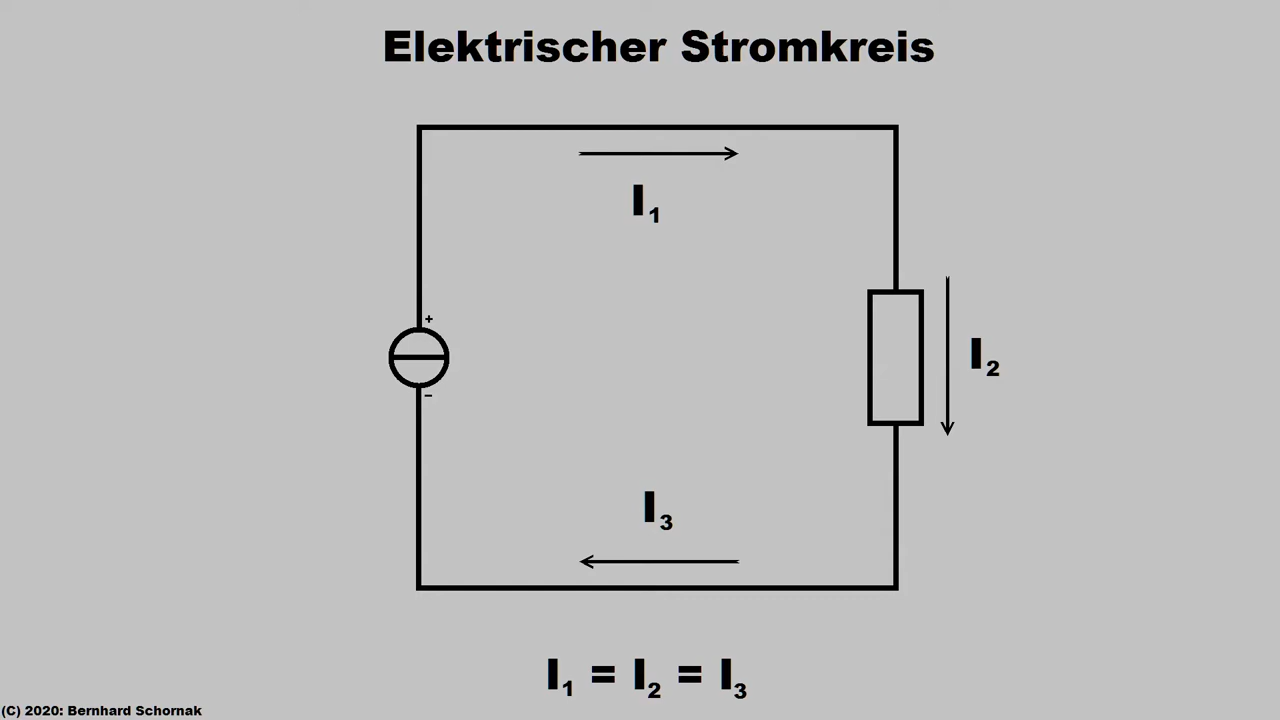 Elektrischer Stromkreis
I₁
+
−
I₂
I₃
I₁ = I₂ = I₃
(C) 2020: Bernhard Schornak